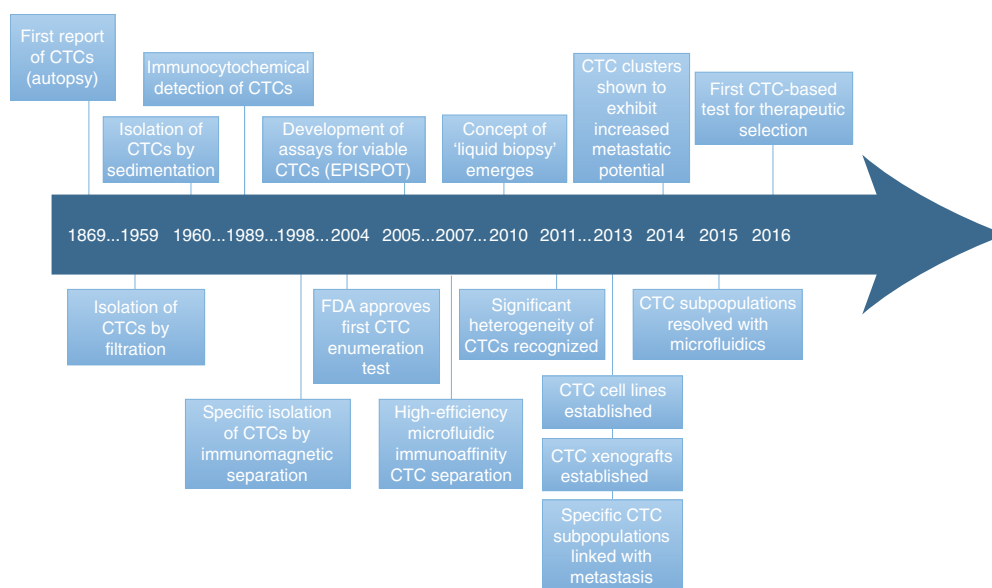 First report
of CTCs
(autopsy)
Immunocytochemical
detection of CTCs
CTC clusters
shown to
exhibit
increased
metastatic
potential
First CTC-based
test for therapeutic
selection
Isolation of
CTCs by
sedimentation
Development of
assays for viable
CTCs (EPISPOT)
Concept of
‘liquid biopsy’
emerges
1869...1959 1960...1989...1998...2004 2005...2007...2010 2011...2013 2014 2015 2016
Isolation of
CTCs by
filtration
FDA approves
first CTC
enumeration
test
Significant
heterogeneity of
CTCs recognized
CTC subpopulations
resolved with
microfluidics
Specific isolation
of CTCs by
immunomagnetic
separation
High-efficiency
microfluidic
immunoaffinity
CTC separation
CTC cell lines
established
CTC xenografts
established
Specific CTC
subpopulations
linked with
metastasis